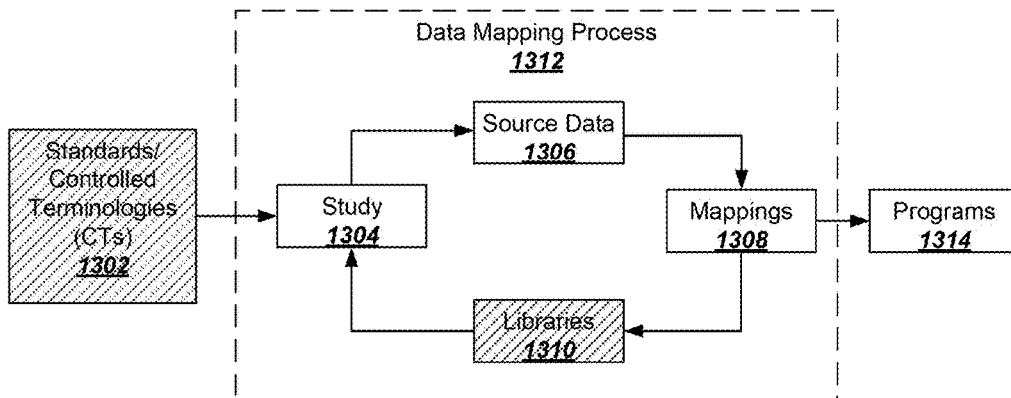 Data Mapping Process
1312
Standards/
Controlled
Terminologies
(CTs)
1302
Study
1304
Source Data
1306
Mappings
1308
Libraries
1310
Programs
1314